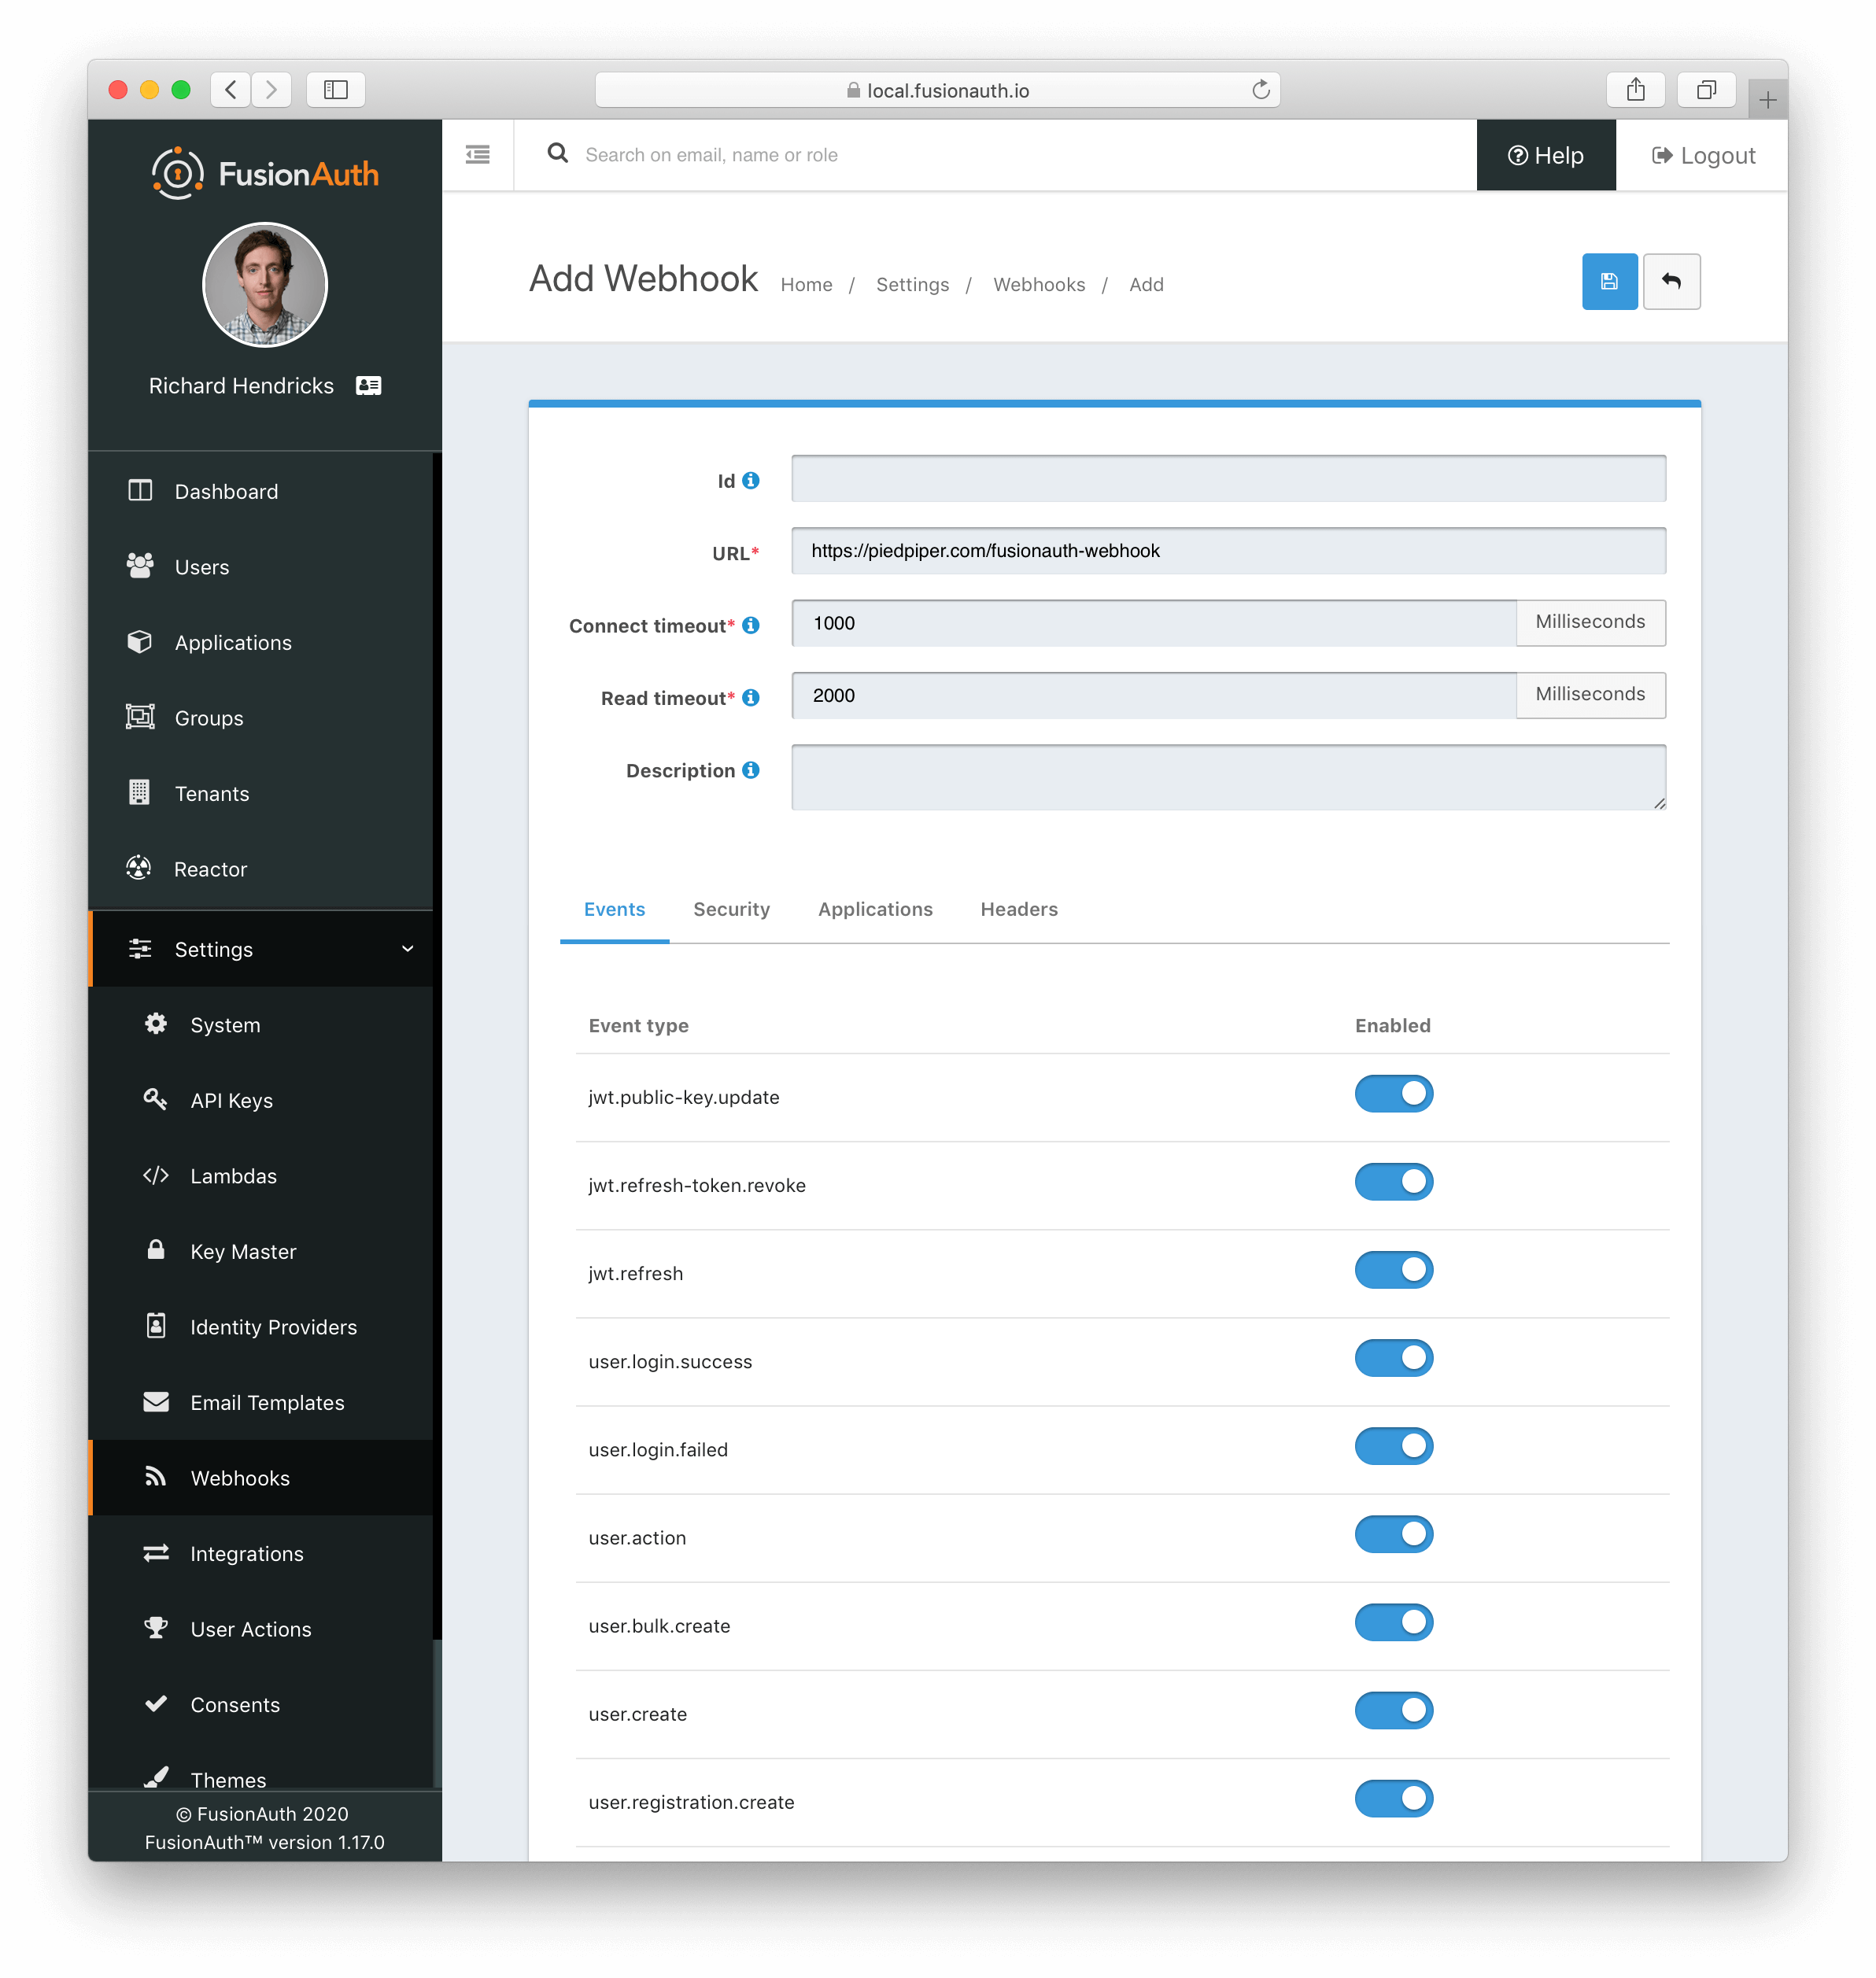 local.fusionauth.io
FusionAuth
Search on email, name or role
Help
Logout
Richard Hendricks
Dashboard
Users
Applications
Groups
Tenants
Reactor
Settings
System
API Keys
Lambdas
Key Master
Identity Providers
Email Templates
Webhooks
Integrations
User Actions
Consents
Themes
© FusionAuth 2020
FusionAuth™ version 1.17.0
Add Webhook Home / Settings / Webhooks / Add
Id
URL* https://piedpiper.com/fusionauth-webhook
Connect timeout* 1000 Milliseconds
Read timeout* 2000 Milliseconds
Description
Events Security Applications Headers
Event type Enabled
jwt.public-key.update
jwt.refresh-token.revoke
jwt.refresh
user.login.success
user.login.failed
user.action
user.bulk.create
user.create
user.registration.create